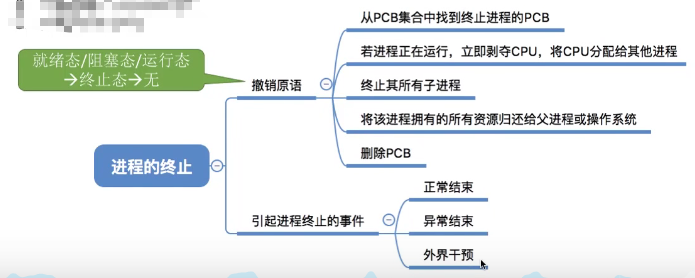 就绪态/阻塞态/运行态
→终止态→无
进程的终止
撤销原语
从PCB集合中找到终止进程的PCB
若进程正在运行，立即剥夺CPU，将CPU分配给其他进程
终止其所有子进程
将该进程拥有的所有资源归还给父进程或操作系统
删除PCB
引起进程终止的事件
正常结束
异常结束
外界干预